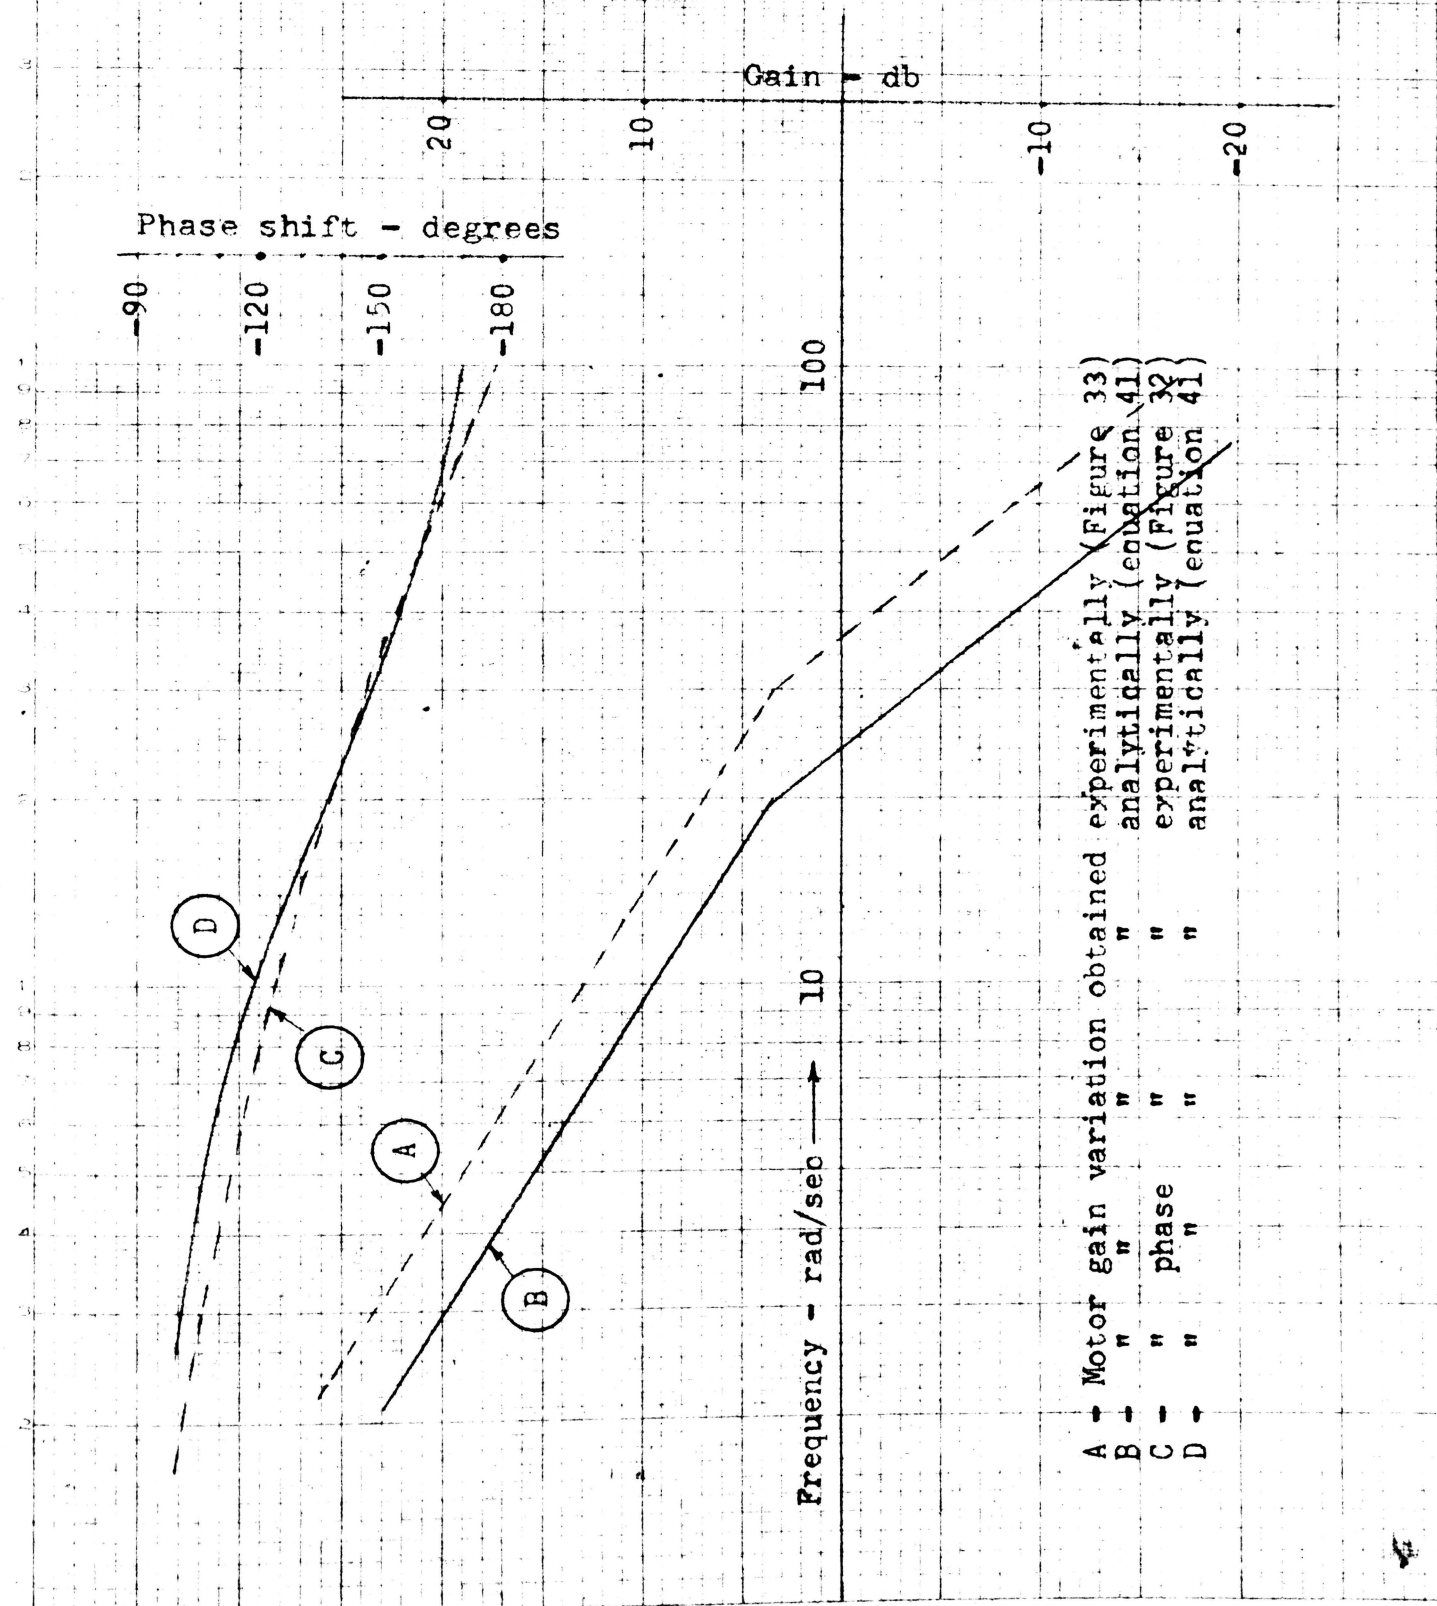 Gain - db
20
10
-10
-20
Phase shift - degrees
-90
-120
-150
-180
100
10
Frequency - rad/sec
D
C
A
B
A - Motor gain variation obtained experimentally (Figure 33)
B - " " " " analytically (equation 41)
C - " phase " " experimentally (Figure 32)
D - " " " " analytically (equation 41)